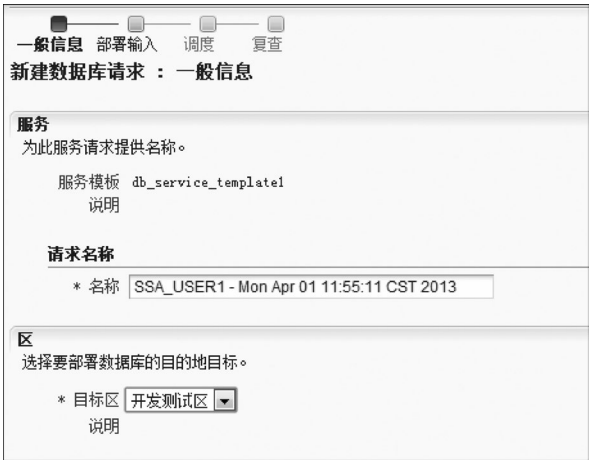 一般信息 部署输入 调度 复查
新建数据库请求 : 一般信息
服务
为此服务请求提供名称。
服务模板 db_service_template1
说明
请求名称
* 名称 SSA_USER1 - Mon Apr 01 11:55:11 CST 2013
区
选择要部署数据库的目的地目标。
* 目标区 开发测试区
说明